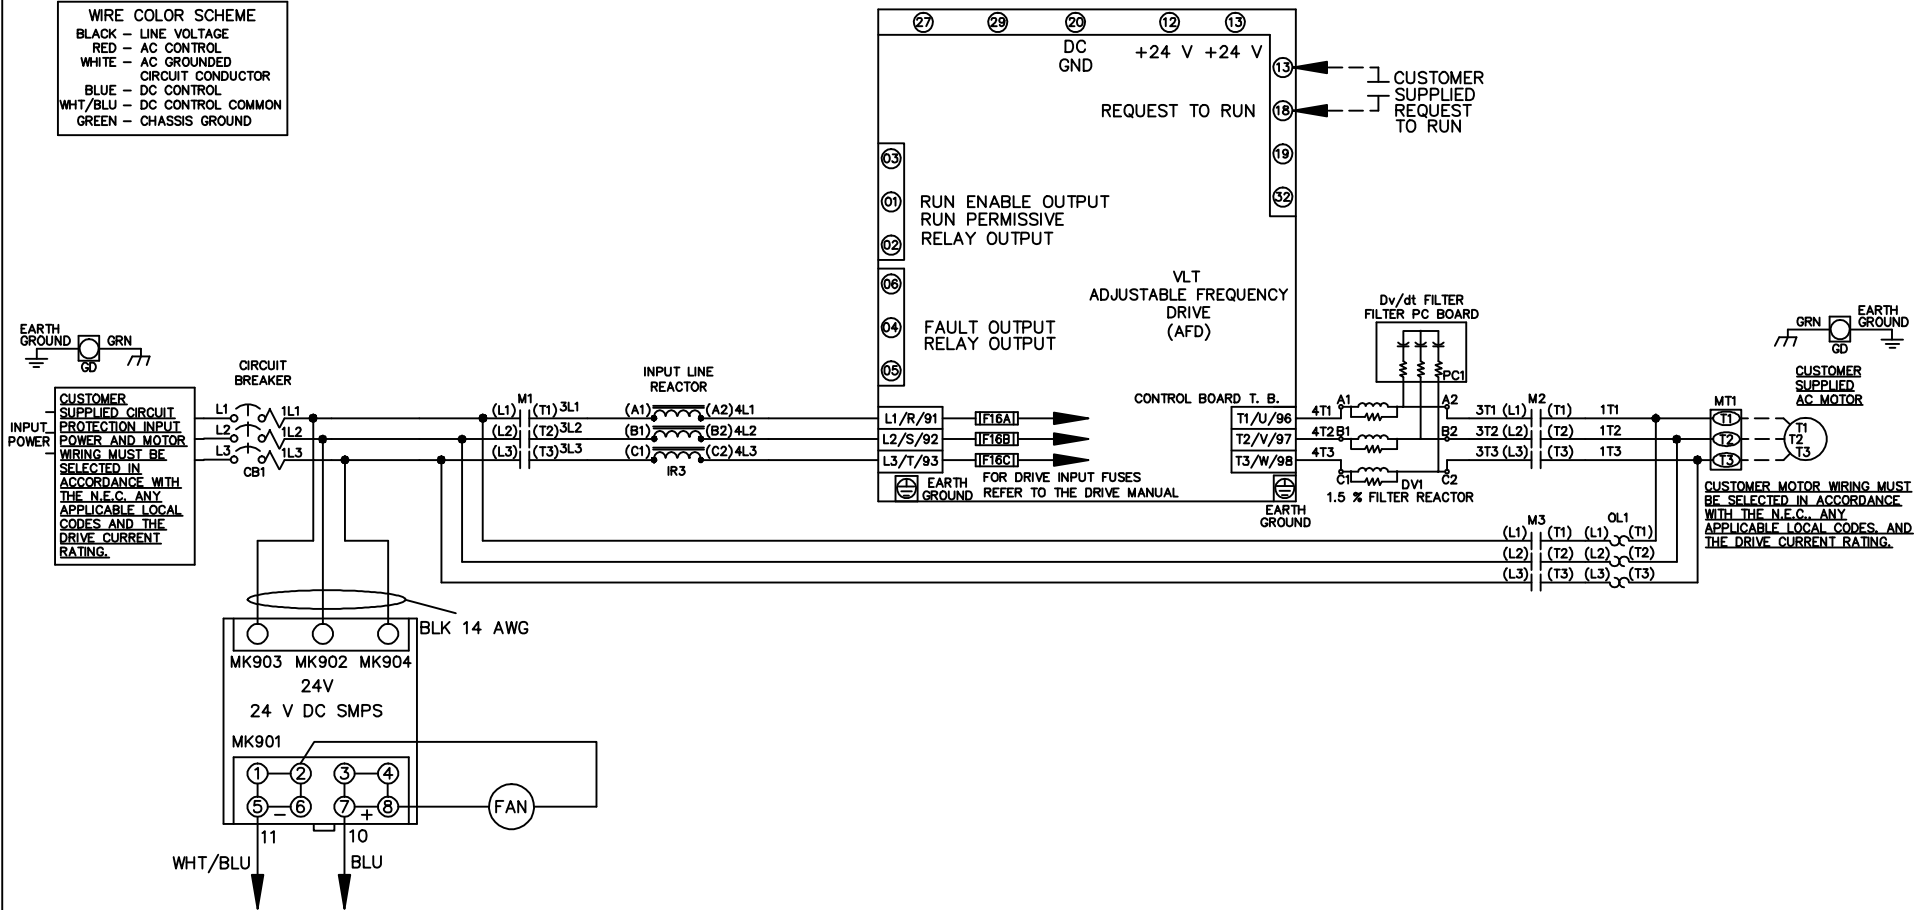 WIRE COLOR SCHEME
BLACK – LINE VOLTAGE
RED – AC CONTROL
WHITE – AC GROUNDED
CIRCUIT CONDUCTOR
BLUE – DC CONTROL
WHT/BLU – DC CONTROL COMMON
GREEN – CHASSIS GROUND
27 29 20 12 13
DC
GND
+24 V +24 V
13
18
19
32
REQUEST TO RUN
CUSTOMER
SUPPLIED
REQUEST
TO RUN
03
01
02
RUN ENABLE OUTPUT
RUN PERMISSIVE
RELAY OUTPUT
06
04
05
FAULT OUTPUT
RELAY OUTPUT
VLT
ADJUSTABLE FREQUENCY
DRIVE
(AFD)
CONTROL BOARD T. B.
EARTH
GROUND
GRN
GD
INPUT
POWER
CUSTOMER
SUPPLIED CIRCUIT
PROTECTION INPUT
POWER AND MOTOR
WIRING MUST BE
SELECTED IN
ACCORDANCE WITH
THE N.E.C. ANY
APPLICABLE LOCAL
CODES AND THE
DRIVE CURRENT
RATING.
CIRCUIT
BREAKER
L1 1L1
L2 1L2
L3 1L3
CB1
M1
(L1) (T1) 3L1
(L2) (T2) 3L2
(L3) (T3) 3L3
INPUT LINE
REACTOR
(A1) (A2) 4L1
(B1) (B2) 4L2
(C1) (C2) 4L3
IR3
L1/R/91 F16A
L2/S/92 F16B
L3/T/93 F16C
EARTH
GROUND
FOR DRIVE INPUT FUSES
REFER TO THE DRIVE MANUAL
T1/U/96
T2/V/97
T3/W/98
EARTH
GROUND
Dv/dt FILTER
FILTER PC BOARD
PC1
4T1 A1 A2
4T2 B1 B2
4T3 C1 C2
DV1
1.5 % FILTER REACTOR
M2
3T1 (L1) (T1) 1T1
3T2 (L2) (T2) 1T2
3T3 (L3) (T3) 1T3
M3 OL1
(L1) (T1) (L1) (T1)
(L2) (T2) (L2) (T2)
(L3) (T3) (L3) (T3)
MT1
T1
T2
T3
GRN
GD
EARTH
GROUND
CUSTOMER
SUPPLIED
AC MOTOR
T1
T2
T3
CUSTOMER MOTOR WIRING MUST
BE SELECTED IN ACCORDANCE
WITH THE N.E.C., ANY
APPLICABLE LOCAL CODES, AND
THE DRIVE CURRENT RATING.
BLK 14 AWG
MK903 MK902 MK904
24V
24 V DC SMPS
MK901
1 2 3 4
5 6 7 8
– +
FAN
11 10
WHT/BLU BLU